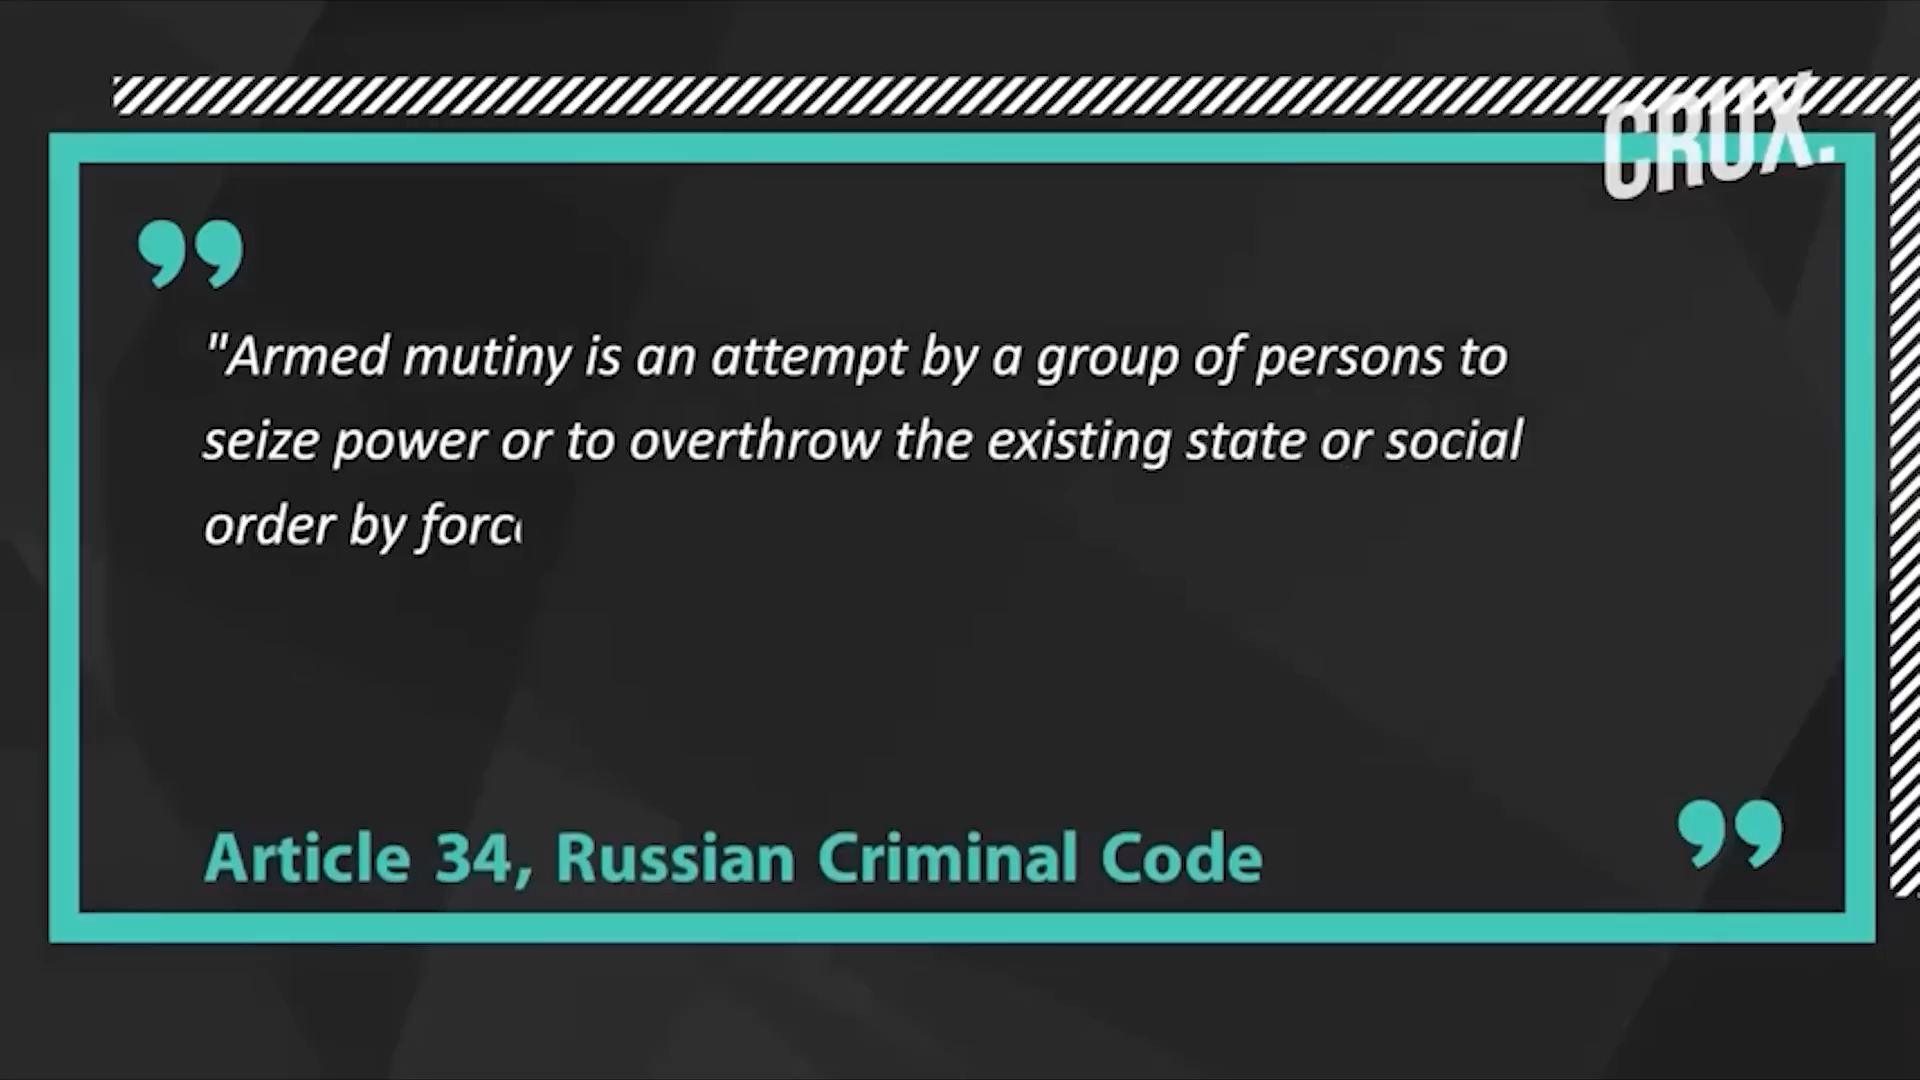 CRUX.
"Armed mutiny is an attempt by a group of persons to
seize power or to overthrow the existing state or social
order by forc
Article 34, Russian Criminal Code